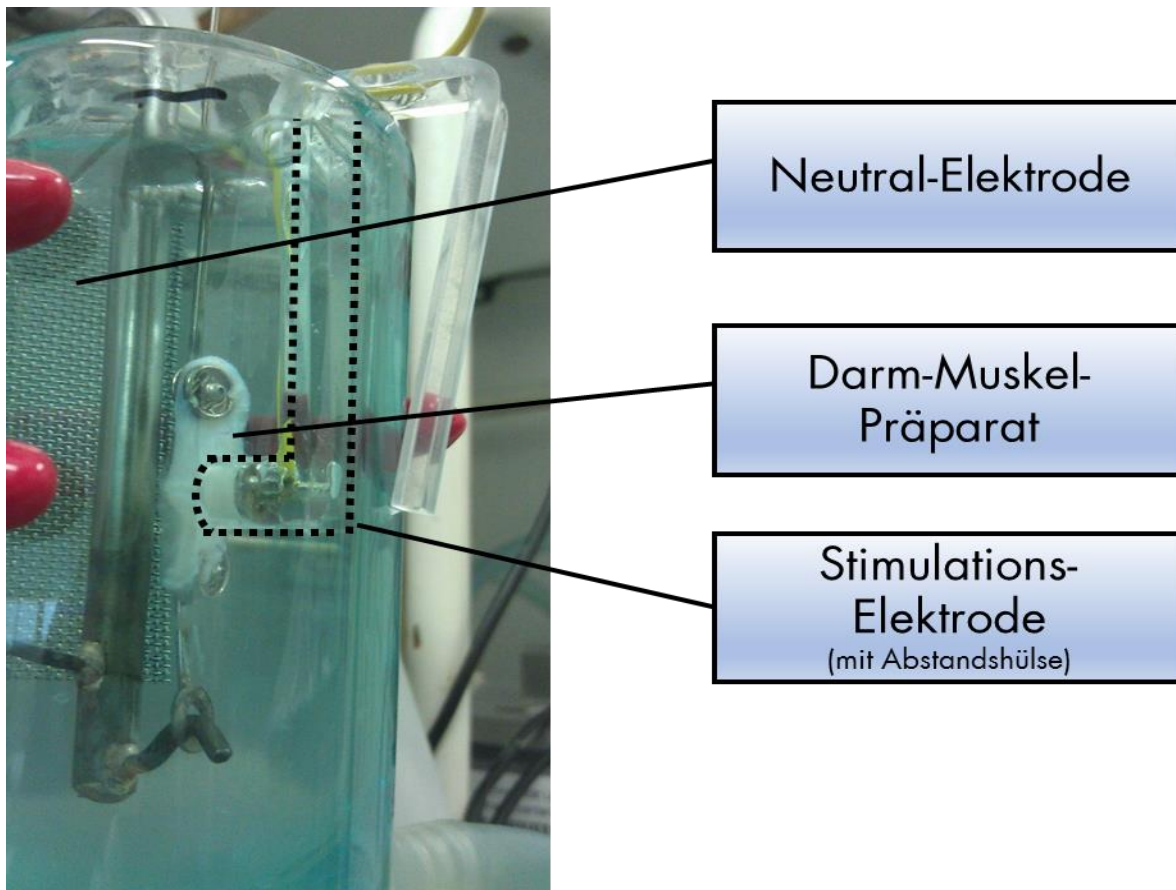 Neutral-Elektrode
Darm-Muskel-
Präparat
Stimulations-
Elektrode
(mit Abstandshülse)